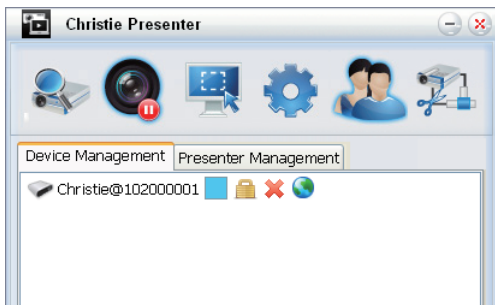 Christie Presenter
Device Management Presenter Management
Christie@102000001